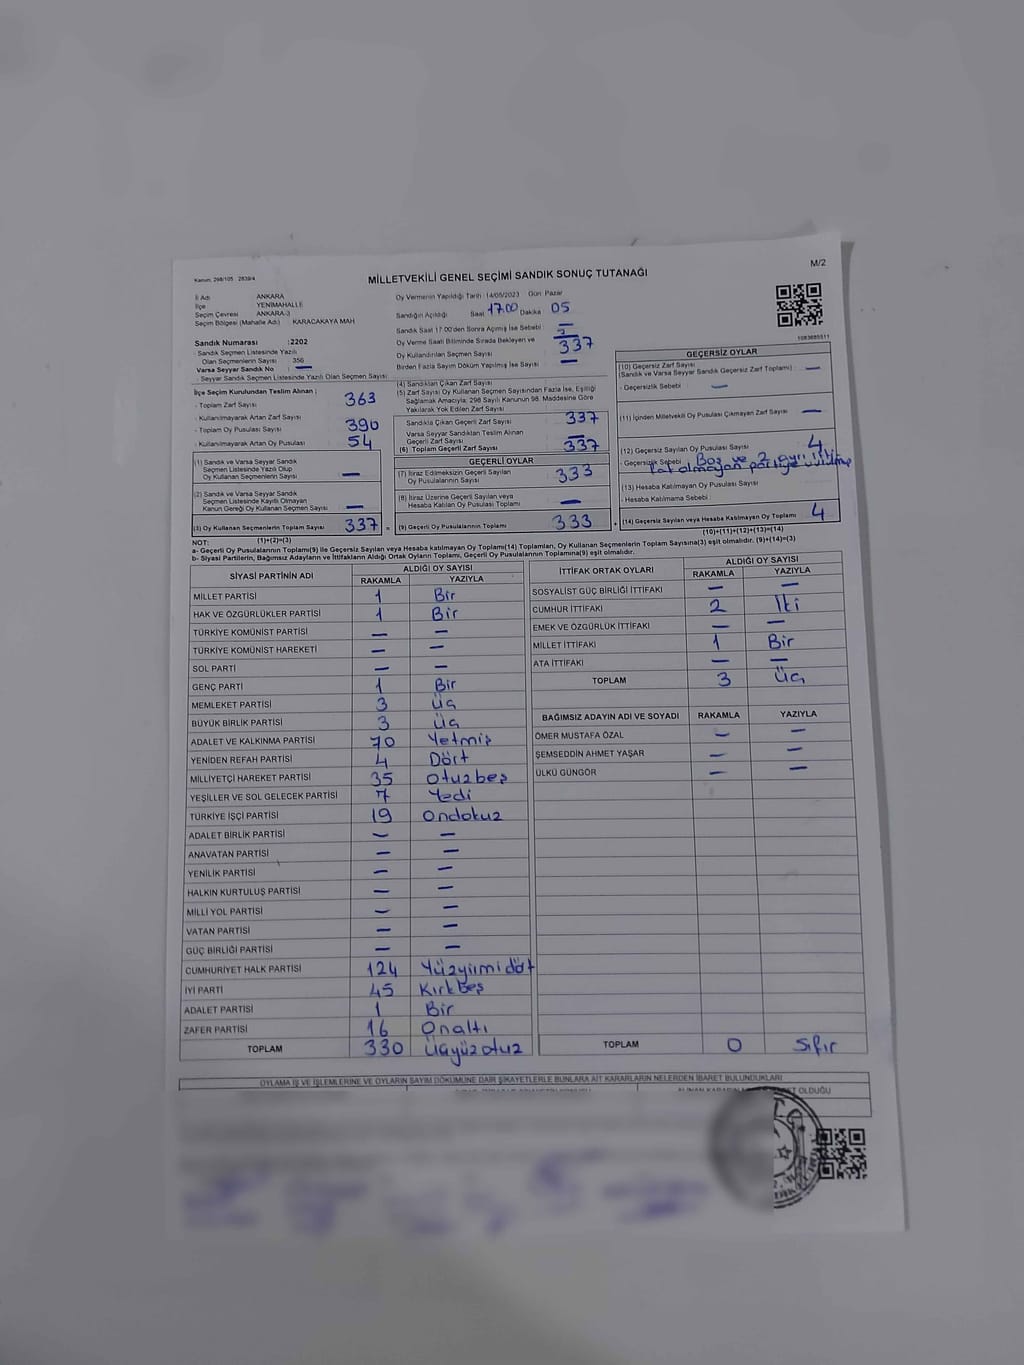 Kanun: 298/105 2839/4
MİLLETVEKİLİ GENEL SEÇİMİ SANDIK SONUÇ TUTANAĞI
M/2
İl Adı ANKARA
İlçe YENİMAHALLE
Seçim Çevresi ANKARA-3
Seçim Bölgesi (Mahalle Adı) : KARACAKAYA MAH
Oy Vermenin Yapıldığı Tarih :14/05/2023 Gün: Pazar
Sandığın Açıldığı Saat 17.00 Dakika 05
Sandık Saat 17.00'den Sonra Açılmış İse Sebebi : —
Oy Verme Saati Bitiminde Sırada Bekleyen ve
Oy Kullandırılan Seçmen Sayısı 337
Birden Fazla Sayım Döküm Yapılmış İse Sayısı —
Sandık Numarası :2202
- Sandık Seçmen Listesinde Yazılı
Olan Seçmenlerin Sayısı 356
Varsa Seyyar Sandık No —
- Seyyar Sandık Seçmen Listesinde Yazılı Olan Seçmen Sayısı
İlçe Seçim Kurulundan Teslim Alınan ;
- Toplam Zarf Sayısı 363
- Kullanılmayarak Artan Zarf Sayısı
- Toplam Oy Pusulası Sayısı 390
- Kullanılmayarak Artan Oy Pusulası 54
(1) Sandık ve Varsa Seyyar Sandık
Seçmen Listesinde Yazılı Olup
Oy Kullanan Seçmenlerin Sayısı —
(2) Sandık ve Varsa Seyyar Sandık
Seçmen Listesinde Kayıtlı Olmayan
Kanun Gereği Oy Kullanan Seçmen Sayısı —
(3) Oy Kullanan Seçmenlerin Toplam Sayısı 337 =
(1)+(2)=(3)
(4) Sandıktan Çıkan Zarf Sayısı
(5) Zarf Sayısı Oy Kullanan Seçmen Sayısından Fazla İse, Eşitliği
Sağlamak Amacıyla; 298 Sayılı Kanunun 98. Maddesine Göre
Yakılarak Yok Edilen Zarf Sayısı
Sandıkla Çıkan Geçerli Zarf Sayısı 337
Varsa Seyyar Sandıktan Teslim Alınan
Geçerli Zarf Sayısı —
(6) Toplam Geçerli Zarf Sayısı 337
GEÇERLİ OYLAR
(7) İtiraz Edilmeksizin Geçerli Sayılan
Oy Pusulasının Sayısı 333
(8) İtiraz Üzerine Geçerli Sayılan veya
Hesaba Katılan Oy Pusulası Toplamı —
(9) Geçerli Oy Pusulalarının Toplamı 333 +
1083685511
GEÇERSİZ OYLAR
(10) Geçersiz Zarf Sayısı
(Sandık ve Varsa Seyyar Sandık Geçersiz Zarf Toplamı) : —
- Geçersizlik Sebebi : —
(11) İçinden Milletvekili Oy Pusulası Çıkmayan Zarf Sayısı —
(12) Geçersiz Sayılan Oy Pusulası Sayısı 4
- Geçersizlik Sebebi : Boş ve 2 ayrı
olmayan partiye
(13) Hesaba Katılmayan Oy Pusulası Sayısı
- Hesaba Katılmama Sebebi :
(14) Geçersiz Sayılan veya Hesaba Katılmayan Oy Toplamı 4
(10)+(11)+(12)+(13)=(14)
NOT:
a- Geçerli Oy Pusulalarının Toplamı(9) ile Geçersiz Sayılan veya Hesaba katılmayan Oy Toplamı(14) Toplamları, Oy Kullanan Seçmenlerin Toplam Sayısına(3) eşit olmalıdır. (9)+(14)=(3)
b- Siyasi Partilerin, Bağımsız Adayların ve İttifakların Aldığı Ortak Oyların Toplamı, Geçerli Oy Pusulalarının Toplamına(9) eşit olmalıdır.
SİYASİ PARTİNİN ADI ALDIĞI OY SAYISI
RAKAMLA YAZIYLA
MİLLET PARTİSİ 1 Bir
HAK VE ÖZGÜRLÜKLER PARTİSİ 1 Bir
TÜRKİYE KOMÜNİST PARTİSİ — —
TÜRKİYE KOMÜNİST HAREKETİ — —
SOL PARTİ — —
GENÇ PARTİ 1 Bir
MEMLEKET PARTİSİ 3 Üç
BÜYÜK BİRLİK PARTİSİ 3 Üç
ADALET VE KALKINMA PARTİSİ 70 Yetmiş
YENİDEN REFAH PARTİSİ 4 Dört
MİLLİYETÇİ HAREKET PARTİSİ 35 Otuzbeş
YEŞİLLER VE SOL GELECEK PARTİSİ 7 Yedi
TÜRKİYE İŞÇİ PARTİSİ 19 Ondokuz
ADALET BİRLİK PARTİSİ — —
ANAVATAN PARTİSİ — —
YENİLİK PARTİSİ — —
HALKIN KURTULUŞ PARTİSİ — —
MİLLİ YOL PARTİSİ — —
VATAN PARTİSİ — —
GÜÇ BİRLİĞİ PARTİSİ — —
CUMHURİYET HALK PARTİSİ 124 Yüzyirmidört
İYİ PARTİ 45 Kırkbeş
ADALET PARTİSİ 1 Bir
ZAFER PARTİSİ 16 Onaltı
TOPLAM 330 Üçyüzotuz
İTTİFAK ORTAK OYLARI ALDIĞI OY SAYISI
RAKAMLA YAZIYLA
SOSYALİST GÜÇ BİRLİĞİ İTTİFAKI — —
CUMHUR İTTİFAKI 2 İki
EMEK VE ÖZGÜRLÜK İTTİFAKI — —
MİLLET İTTİFAKI 1 Bir
ATA İTTİFAKI — —
TOPLAM 3 Üç
BAĞIMSIZ ADAYIN ADI VE SOYADI RAKAMLA YAZIYLA
ÖMER MUSTAFA ÖZAL — —
ŞEMSEDDİN AHMET YAŞAR — —
ÜLKÜ GÜNGÖR — —
TOPLAM 0 Sıfır
OYLAMA İŞ VE İŞLEMLERİNE VE OYLARIN SAYIM DÖKÜMÜNE DAİR ŞİKAYETLERLE BUNLARA AİT KARARLARIN NELERDEN İBARET BULUNDUKLARI
OLDUĞU